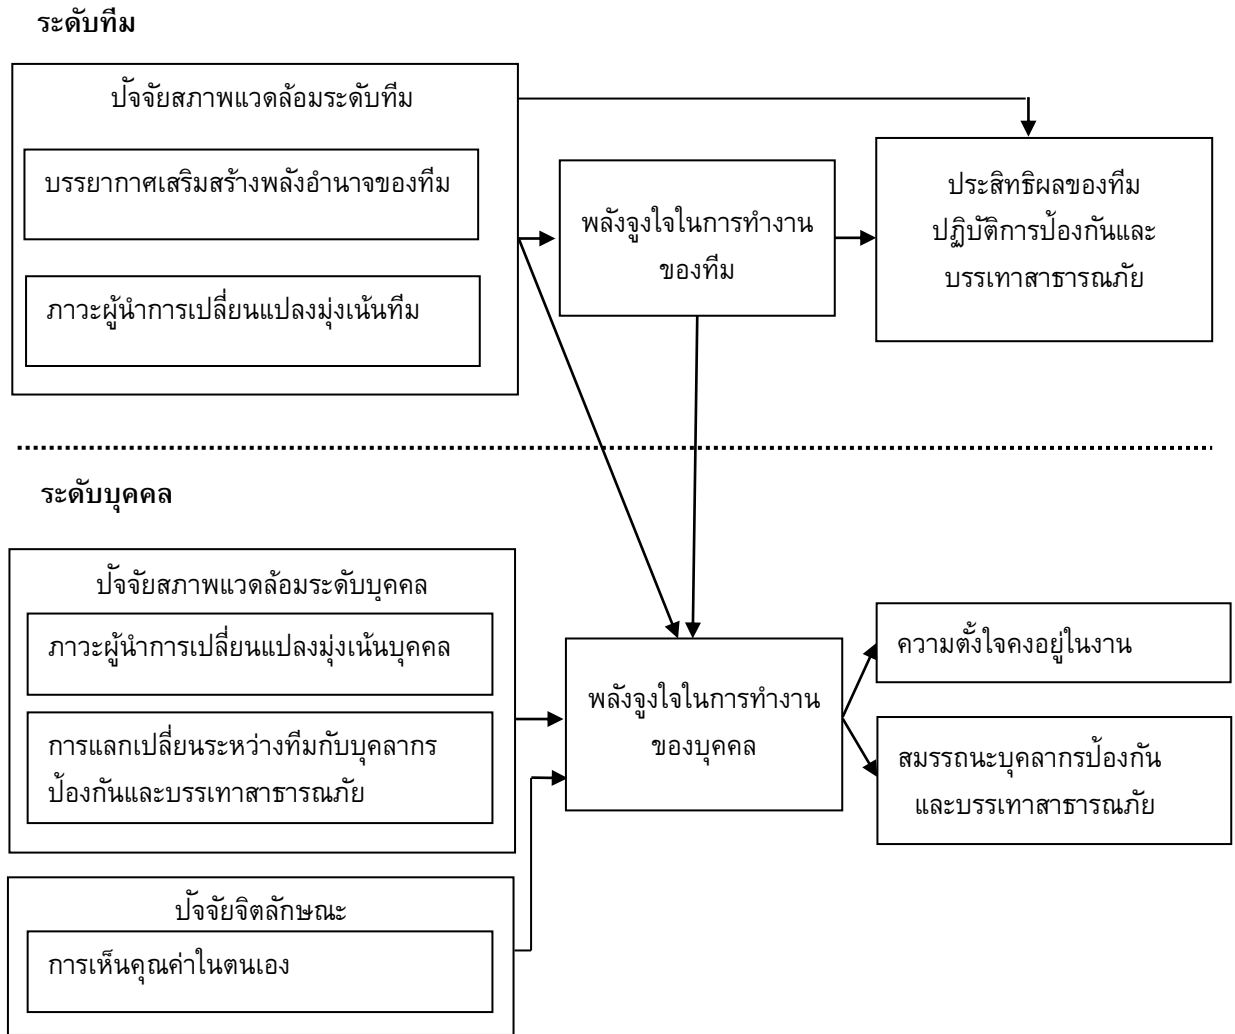 ระดับทีม
ปัจจัยสภาพแวดล้อมระดับทีม
บรรยากาศเสริมสร้างพลังอำนาจของทีม
ภาวะผู้นำการเปลี่ยนแปลงมุ่งเน้นทีม
พลังจูงใจในการทำงาน
ของทีม
ประสิทธิผลของทีม
ปฏิบัติการป้องกันและ
บรรเทาสาธารณภัย
ระดับบุคคล
ปัจจัยสภาพแวดล้อมระดับบุคคล
ภาวะผู้นำการเปลี่ยนแปลงมุ่งเน้นบุคคล
การแลกเปลี่ยนระหว่างทีมกับบุคลากร
ป้องกันและบรรเทาสาธารณภัย
ปัจจัยจิตลักษณะ
การเห็นคุณค่าในตนเอง
พลังจูงใจในการทำงาน
ของบุคคล
ความตั้งใจคงอยู่ในงาน
สมรรถนะบุคลากรป้องกัน
และบรรเทาสาธารณภัย